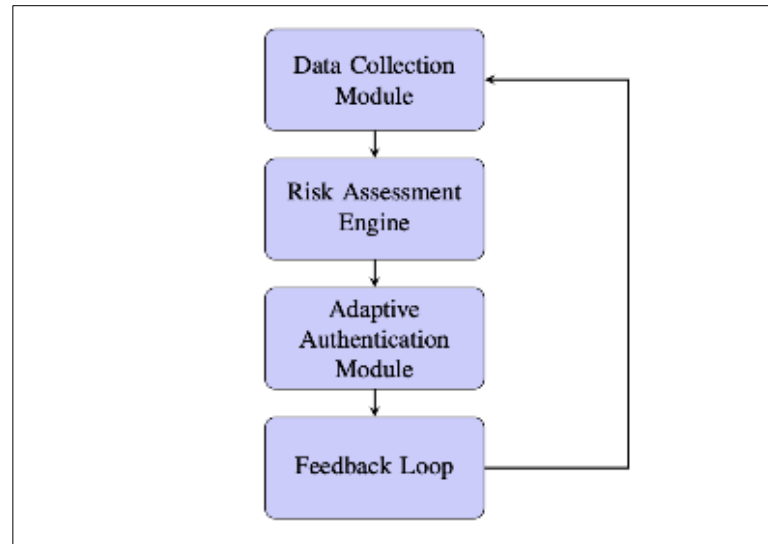 Data Collection
Module
Risk Assessment
Engine
Adaptive
Authentication
Module
Feedback Loop